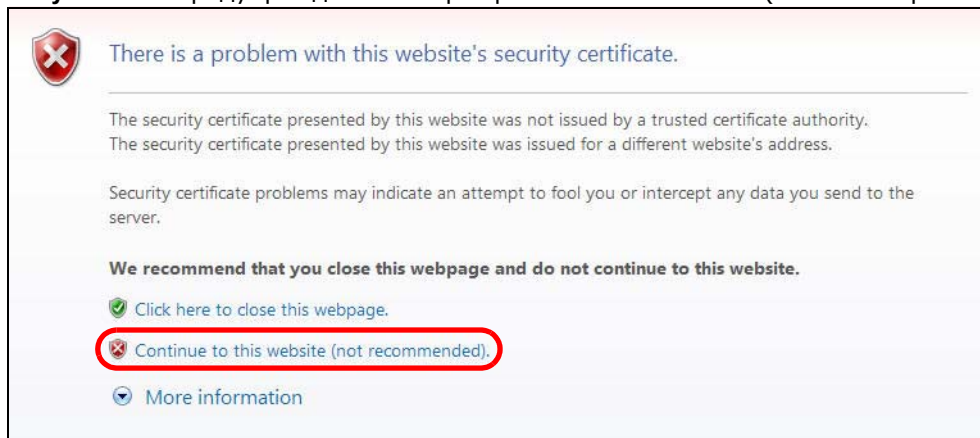 There is a problem with this website's security certificate.
The security certificate presented by this website was not issued by a trusted certificate authority.
The security certificate presented by this website was issued for a different website's address.
Security certificate problems may indicate an attempt to fool you or intercept any data you send to the
server.
We recommend that you close this webpage and do not continue to this website.
Click here to close this webpage.
Continue to this website (not recommended).
More information